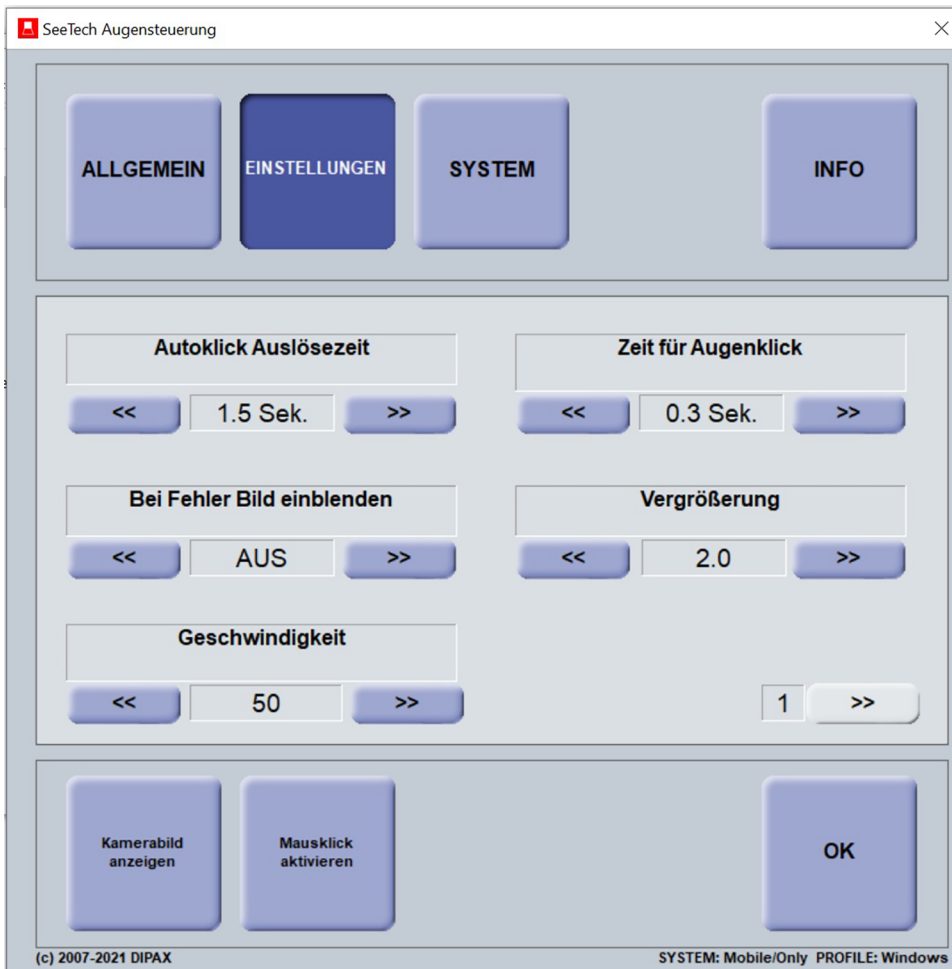 SeeTech Augensteuerung
ALLGEMEIN
EINSTELLUNGEN
SYSTEM
INFO
Autoklick Auslösezeit
<< 1.5 Sek. >>
Zeit für Augenklick
<< 0.3 Sek. >>
Bei Fehler Bild einblenden
<< AUS >>
Vergrößerung
<< 2.0 >>
Geschwindigkeit
<< 50 >>
1 >>
Kamerabild
anzeigen
Mausklick
aktivieren
OK
(c) 2007-2021 DIPAX
SYSTEM: Mobile/Only PROFILE: Windows